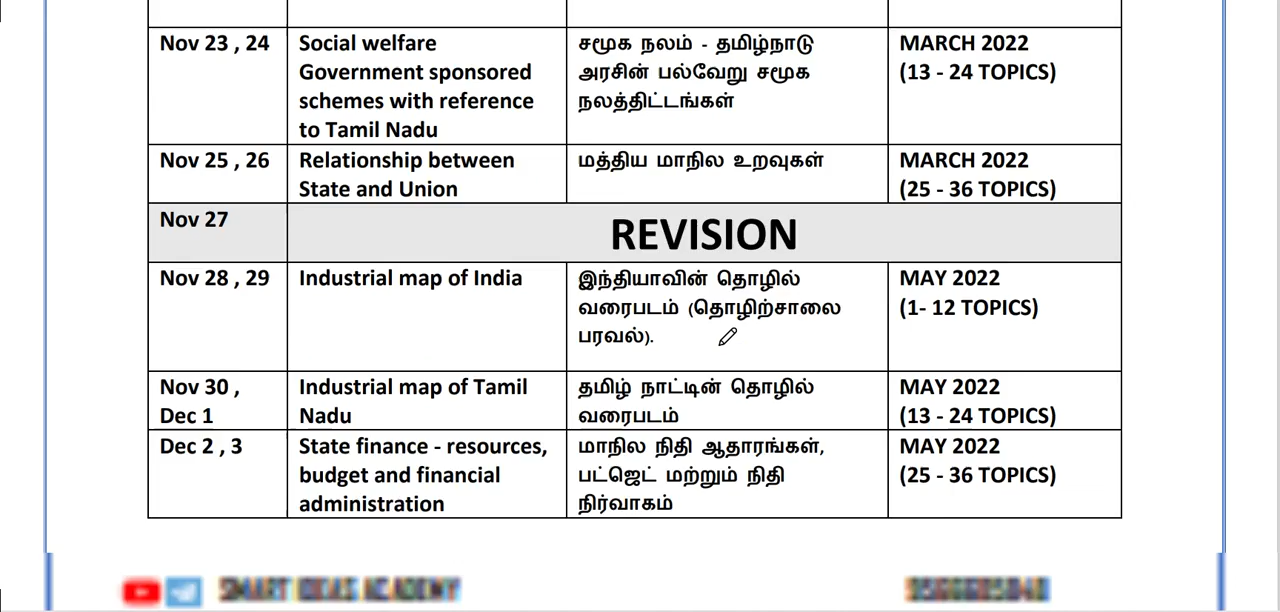 Nov 23 , 24
Social welfare
Government sponsored
schemes with reference
to Tamil Nadu
சமூக நலம் - தமிழ்நாடு
அரசின் பல்வேறு சமூக
நலத்திட்டங்கள்
MARCH 2022
(13 - 24 TOPICS)
Nov 25 , 26
Relationship between
State and Union
மத்திய மாநில உறவுகள்
MARCH 2022
(25 - 36 TOPICS)
Nov 27
REVISION
Nov 28 , 29
Industrial map of India
இந்தியாவின் தொழில்
வரைபடம் (தொழிற்சாலை
பரவல்).
MAY 2022
(1- 12 TOPICS)
Nov 30 ,
Dec 1
Industrial map of Tamil
Nadu
தமிழ் நாட்டின் தொழில்
வரைபடம்
MAY 2022
(13 - 24 TOPICS)
Dec 2 , 3
State finance - resources,
budget and financial
administration
மாநில நிதி ஆதாரங்கள்,
பட்ஜெட் மற்றும் நிதி
நிர்வாகம்
MAY 2022
(25 - 36 TOPICS)
SMART IDEAS ACADEMY